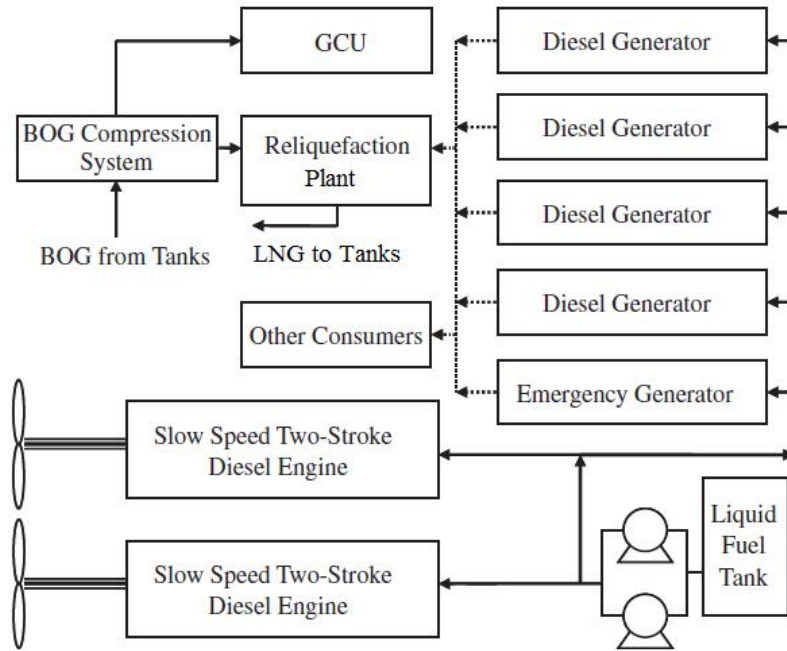 GCU
Diesel Generator
BOG Compression
System
Reliquefaction
Plant
Diesel Generator
BOG from Tanks
LNG to Tanks
Diesel Generator
Other Consumers
Diesel Generator
Emergency Generator
Slow Speed Two-Stroke
Diesel Engine
Liquid
Fuel
Tank
Slow Speed Two-Stroke
Diesel Engine